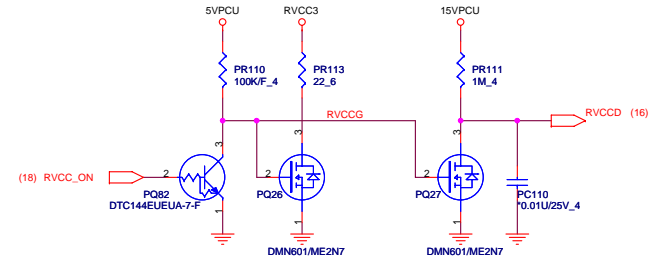 5VPCU
RVCC3
15VPCU
PR110
100K/F_4
PR113
22_6
PR111
1M_4
RVCCG
RVCCD (16)
3
3
3
(18) RVCC_ON
2
2
2
PQ82
DTC144EUEUA-7-F
PQ26
PQ27
PC110
*0.01U/25V_4
1
1
1
DMN601/ME2N7
DMN601/ME2N7